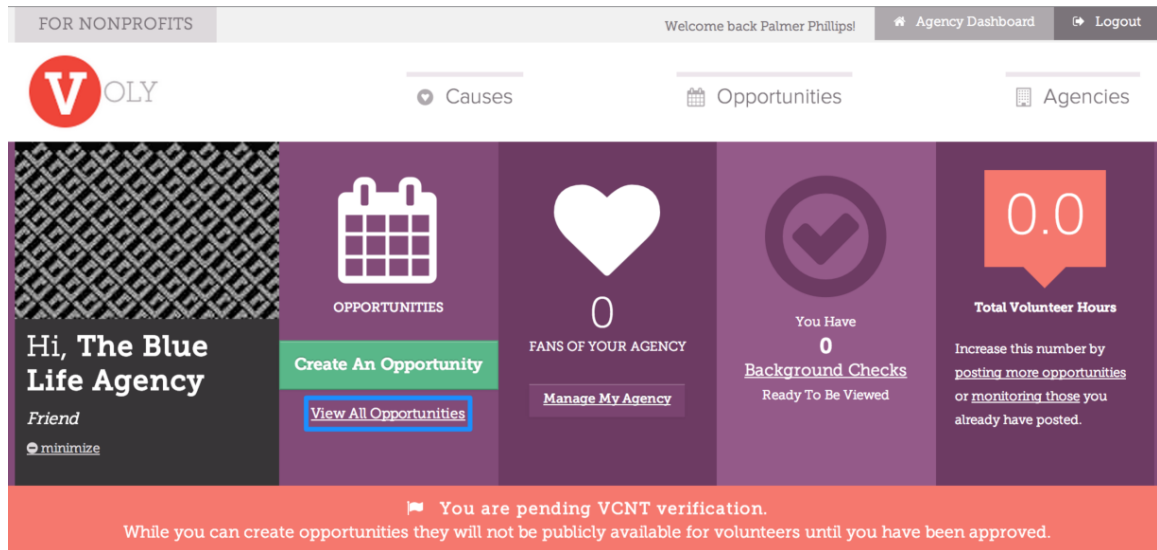 FOR NONPROFITS
Welcome back Palmer Phillips!
Agency Dashboard
Logout
VOLY
Causes
Opportunities
Agencies
Hi, The Blue
Life Agency
Friend
minimize
OPPORTUNITIES
Create An Opportunity
View All Opportunities
0
FANS OF YOUR AGENCY
Manage My Agency
You Have
0
Background Checks
Ready To Be Viewed
0.0
Total Volunteer Hours
Increase this number by
posting more opportunities
or monitoring those you
already have posted.
You are pending VCNT verification.
While you can create opportunities they will not be publicly available for volunteers until you have been approved.